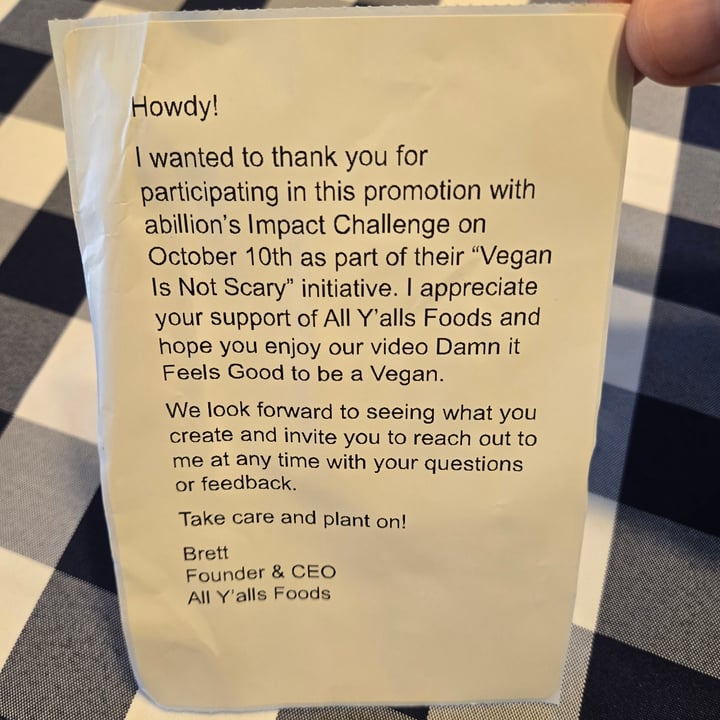 Howdy!
I wanted to thank you for
participating in this promotion with
abillion's Impact Challenge on
October 10th as part of their “Vegan
Is Not Scary” initiative. I appreciate
your support of All Y'alls Foods and
hope you enjoy our video Damn it
Feels Good to be a Vegan.
We look forward to seeing what you
create and invite you to reach out to
me at any time with your questions
or feedback.
Take care and plant on!
Brett
Founder & CEO
All Y'alls Foods